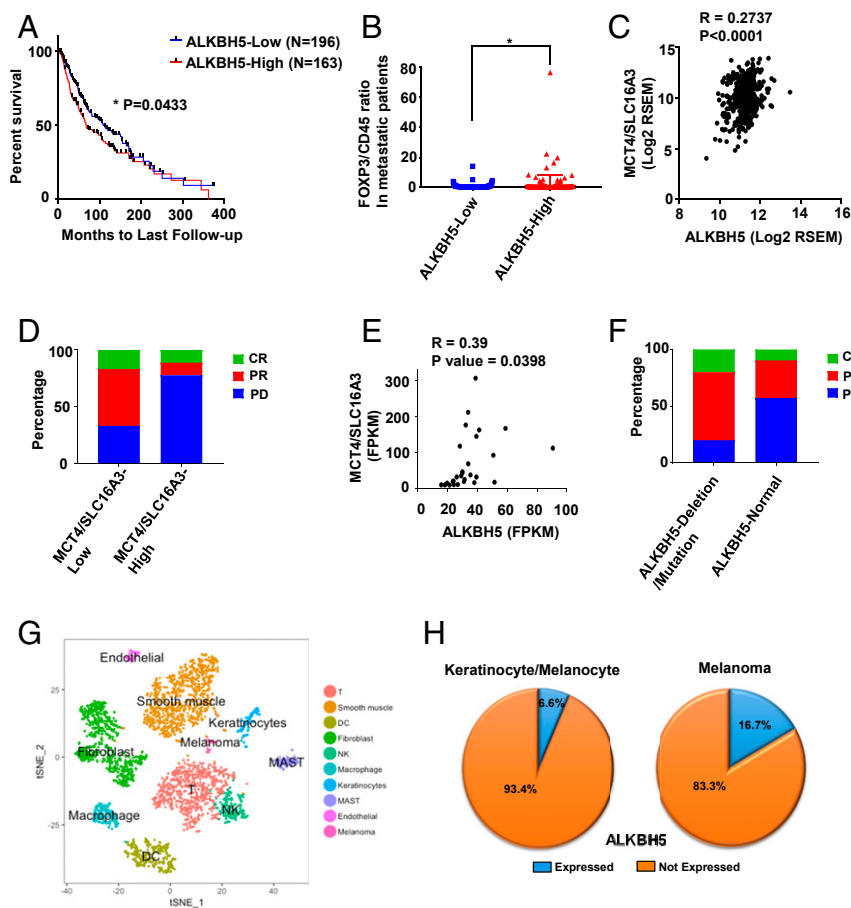 A
ALKBH5-Low (N=196)
ALKBH5-High (N=163)
* P=0.0433
100
50
0
0 100 200 300 400
Percent survival
Months to Last Follow-up
B
*
FOXP3/CD45 ratio
In metastatic patients
80
60
40
20
0
ALKBH5-Low
ALKBH5-High
C
R = 0.2737
P<0.0001
MCT4/SLC16A3
(Log2 RSEM)
15
10
5
0
8 10 12 14 16
ALKBH5 (Log2 RSEM)
D
Percentage
100
50
0
CR
PR
PD
MCT4/SLC16A3-
Low
MCT4/SLC16A3-
High
E
R = 0.39
P value = 0.0398
MCT4/SLC16A3
(FPKM)
300
200
100
0
0 20 40 60 80 100
ALKBH5 (FPKM)
F
Percentage
100
50
0
C
P
P
ALKBH5-Deletion
/Mutation
ALKBH5-Normal
G
Endothelial
Smooth muscle
Keratinocytes
Melanoma
Fibroblast
MAST
T
NK
Macrophage
DC
25
0
-25
-40 -20 0 20 40
tSNE_2
tSNE_1
T
Smooth muscle
DC
Fibroblast
NK
Macrophage
Keratinocytes
MAST
Endothelial
Melanoma
H
Keratinocyte/Melanocyte
6.6%
93.4%
Melanoma
16.7%
83.3%
ALKBH5
Expressed
Not Expressed